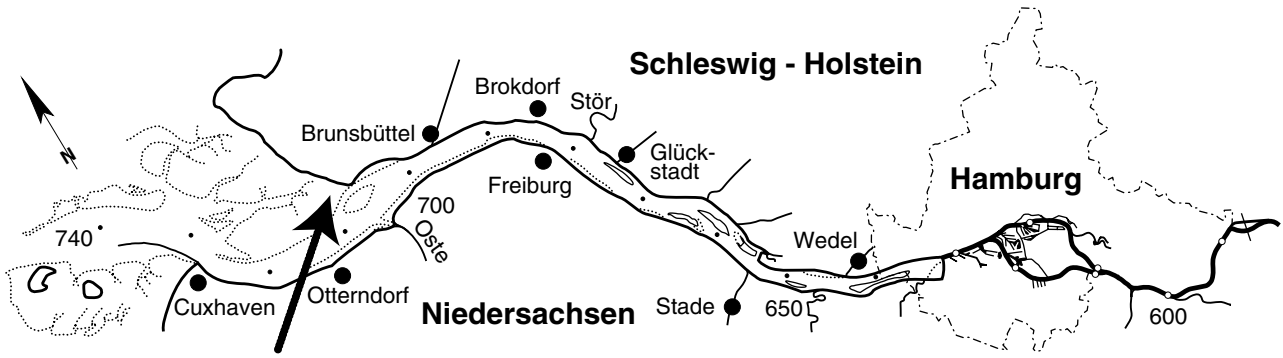 Schleswig - Holstein
Brokdorf
Stör
Brunsbüttel
Glück-
stadt
N
Freiburg
Hamburg
700
Oste
740
Wedel
Cuxhaven
Otterndorf
Niedersachsen
Stade
650
600